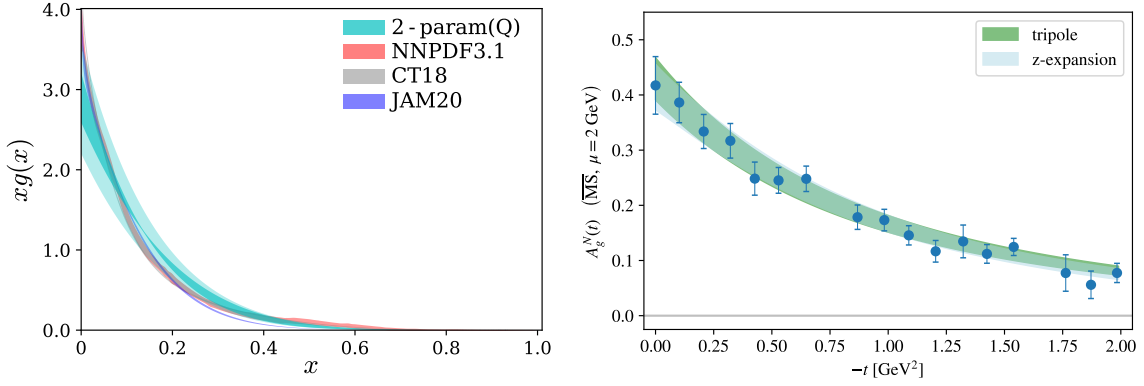 4.0
3.0
2.0
1.0
0.0
xg(x)
2 - param(Q)
NNPDF3.1
CT18
JAM20
0 0.2 0.4 0.6 0.8 1.0
x
0.5
0.4
0.3
0.2
0.1
0.0
A_g^N(t) (\overline{MS}, μ = 2 GeV)
tripole
z-expansion
0.00 0.25 0.50 0.75 1.00 1.25 1.50 1.75 2.00
−t [GeV²]